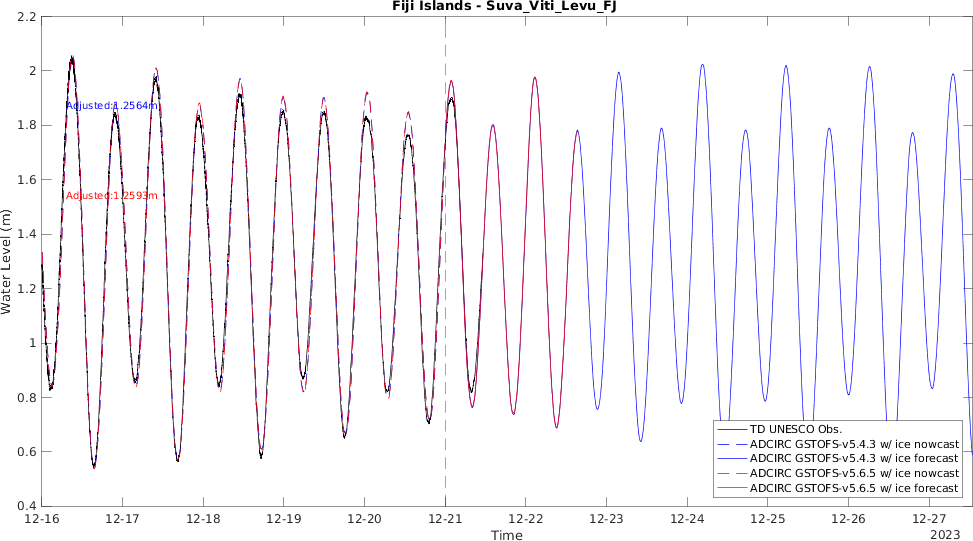 Fiji Islands - Suva_Viti_Levu_FJ
2.2
2
1.8
1.6
1.4
1.2
1
0.8
0.6
0.4
Water Level (m)
Adjusted:1.2564m
Adjusted:1.2593m
TD UNESCO Obs.
ADCIRC GSTOFS-v5.4.3 w/ ice nowcast
ADCIRC GSTOFS-v5.4.3 w/ ice forecast
ADCIRC GSTOFS-v5.6.5 w/ ice nowcast
ADCIRC GSTOFS-v5.6.5 w/ ice forecast
12-16 12-17 12-18 12-19 12-20 12-21 12-22 12-23 12-24 12-25 12-26 12-27
Time
2023